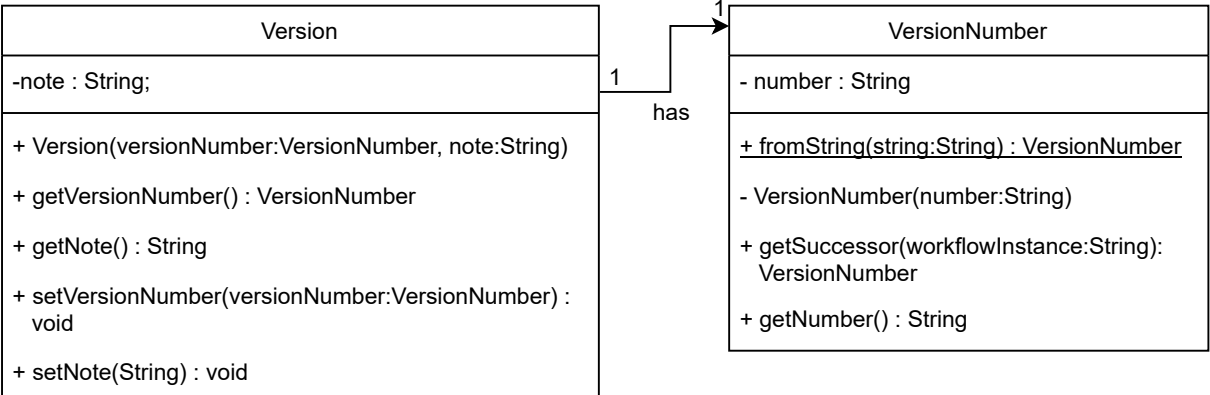 Version
-note : String;
+ Version(versionNumber:VersionNumber, note:String)
+ getVersionNumber() : VersionNumber
+ getNote() : String
+ setVersionNumber(versionNumber:VersionNumber) :
void
+ setNote(String) : void
1
has
1
VersionNumber
- number : String
+ fromString(string:String) : VersionNumber
- VersionNumber(number:String)
+ getSuccessor(workflowInstance:String):
VersionNumber
+ getNumber() : String